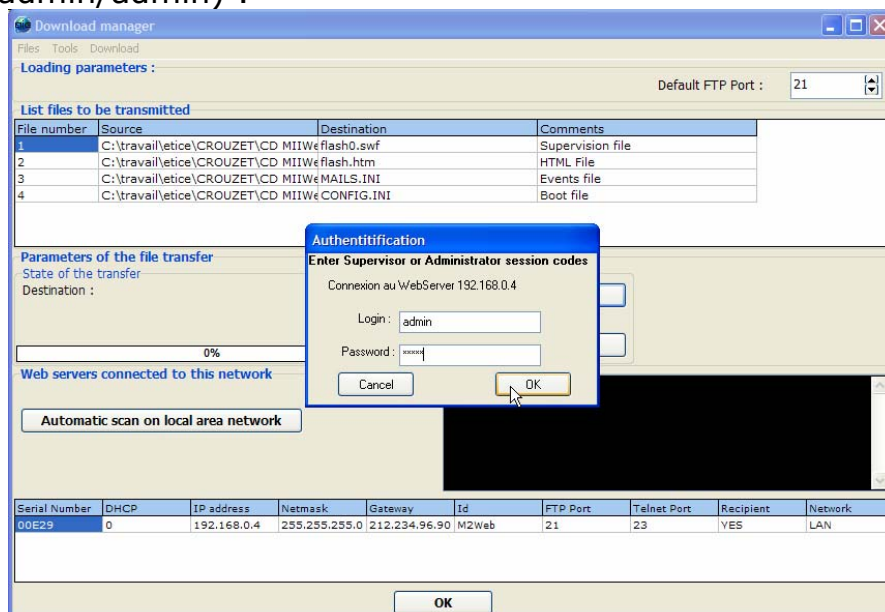 admin/admin) :
Download manager
Files Tools Download
Loading parameters :
Default FTP Port : 21
List files to be transmitted
File number Source Destination Comments
1 C:\travail\etice\CROUZET\CD MIIWe flash0.swf Supervision file
2 C:\travail\etice\CROUZET\CD MIIWe flash.htm HTML File
3 C:\travail\etice\CROUZET\CD MIIWe MAILS.INI Events file
4 C:\travail\etice\CROUZET\CD MIIWe CONFIG.INI Boot file
Authentitification
Enter Supervisor or Administrator session codes
Connexion au WebServer 192.168.0.4
Login : admin
Password : xxxxx
Cancel OK
Parameters of the file transfer
State of the transfer
Destination :
0%
Web servers connected to this network
Automatic scan on local area network
Serial Number DHCP IP address Netmask Gateway Id FTP Port Telnet Port Recipient Network
00E29 0 192.168.0.4 255.255.255.0 212.234.96.90 M2Web 21 23 YES LAN
OK